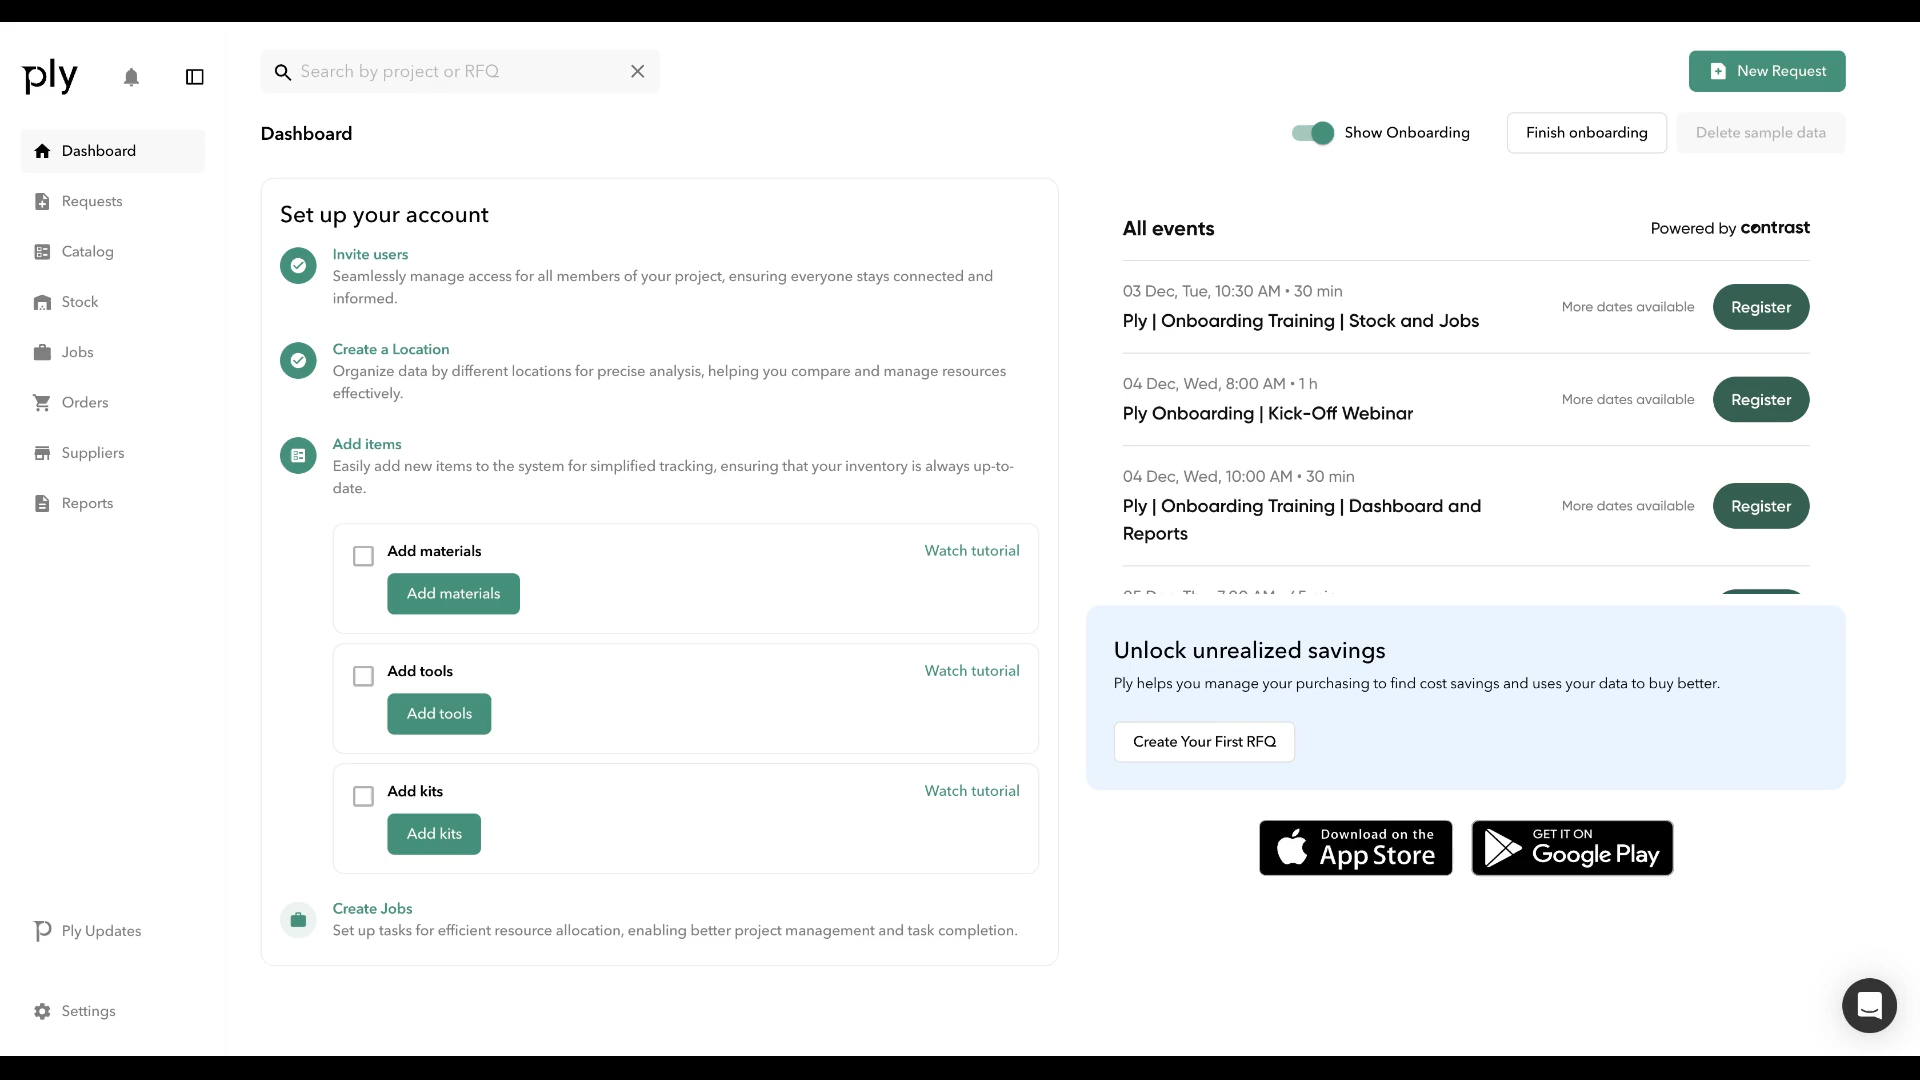 ply
Search by project or RFQ
New Request
Dashboard
Show Onboarding
Finish onboarding
Delete sample data
Dashboard
Requests
Catalog
Stock
Jobs
Orders
Suppliers
Reports
Ply Updates
Settings
Set up your account
Invite users
Seamlessly manage access for all members of your project, ensuring everyone stays connected and
informed.
Create a Location
Organize data by different locations for precise analysis, helping you compare and manage resources
effectively.
Add items
Easily add new items to the system for simplified tracking, ensuring that your inventory is always up-to-
date.
Add materials
Watch tutorial
Add materials
Add tools
Watch tutorial
Add tools
Add kits
Watch tutorial
Add kits
Create Jobs
Set up tasks for efficient resource allocation, enabling better project management and task completion.
All events
Powered by contrast
03 Dec, Tue, 10:30 AM • 30 min
Ply | Onboarding Training | Stock and Jobs
More dates available
Register
04 Dec, Wed, 8:00 AM • 1 h
Ply Onboarding | Kick-Off Webinar
More dates available
Register
04 Dec, Wed, 10:00 AM • 30 min
Ply | Onboarding Training | Dashboard and
Reports
More dates available
Register
Unlock unrealized savings
Ply helps you manage your purchasing to find cost savings and uses your data to buy better.
Create Your First RFQ
Download on the
App Store
GET IT ON
Google Play